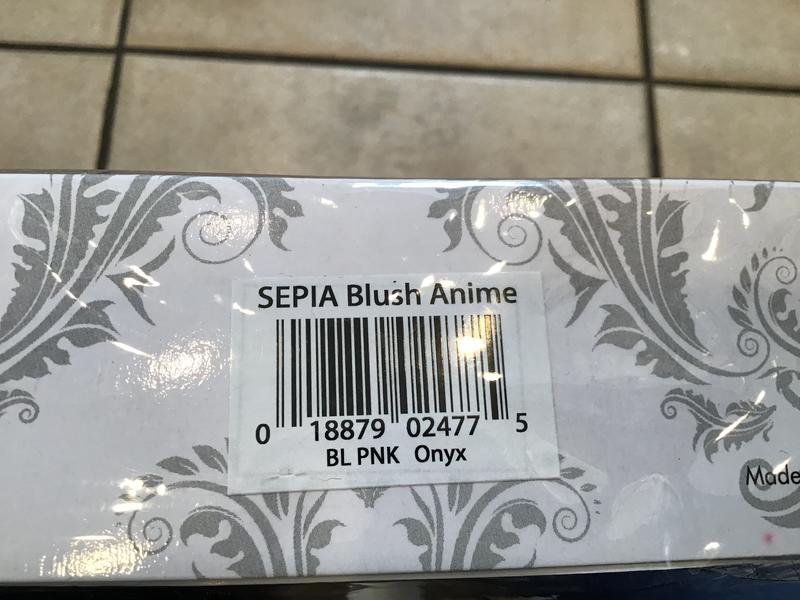 SEPIA Blush Anime
0 18879 02477 5
BL PNK Onyx
Made